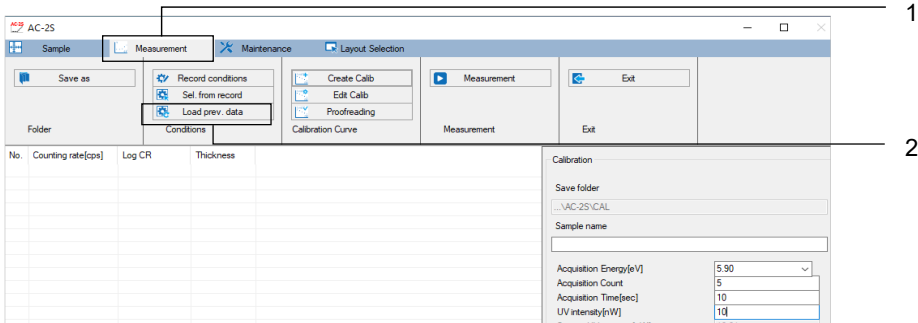 1
AC-2S AC-2S
Sample Measurement Maintenance Layout Selection
Save as Record conditions Create Calib Measurement Exit
Sel. from record Edit Calib
Load prev. data Proofreading
Folder Conditions Calibration Curve Measurement Exit
2
No. Counting rate[cps] Log CR Thickness
Calibration
Save folder
...\AC-2S\CAL
Sample name
Acquisition Energy[eV] 5.90
Acquisition Count 5
Acquisition Time[sec] 10
UV intensity[nW] 10